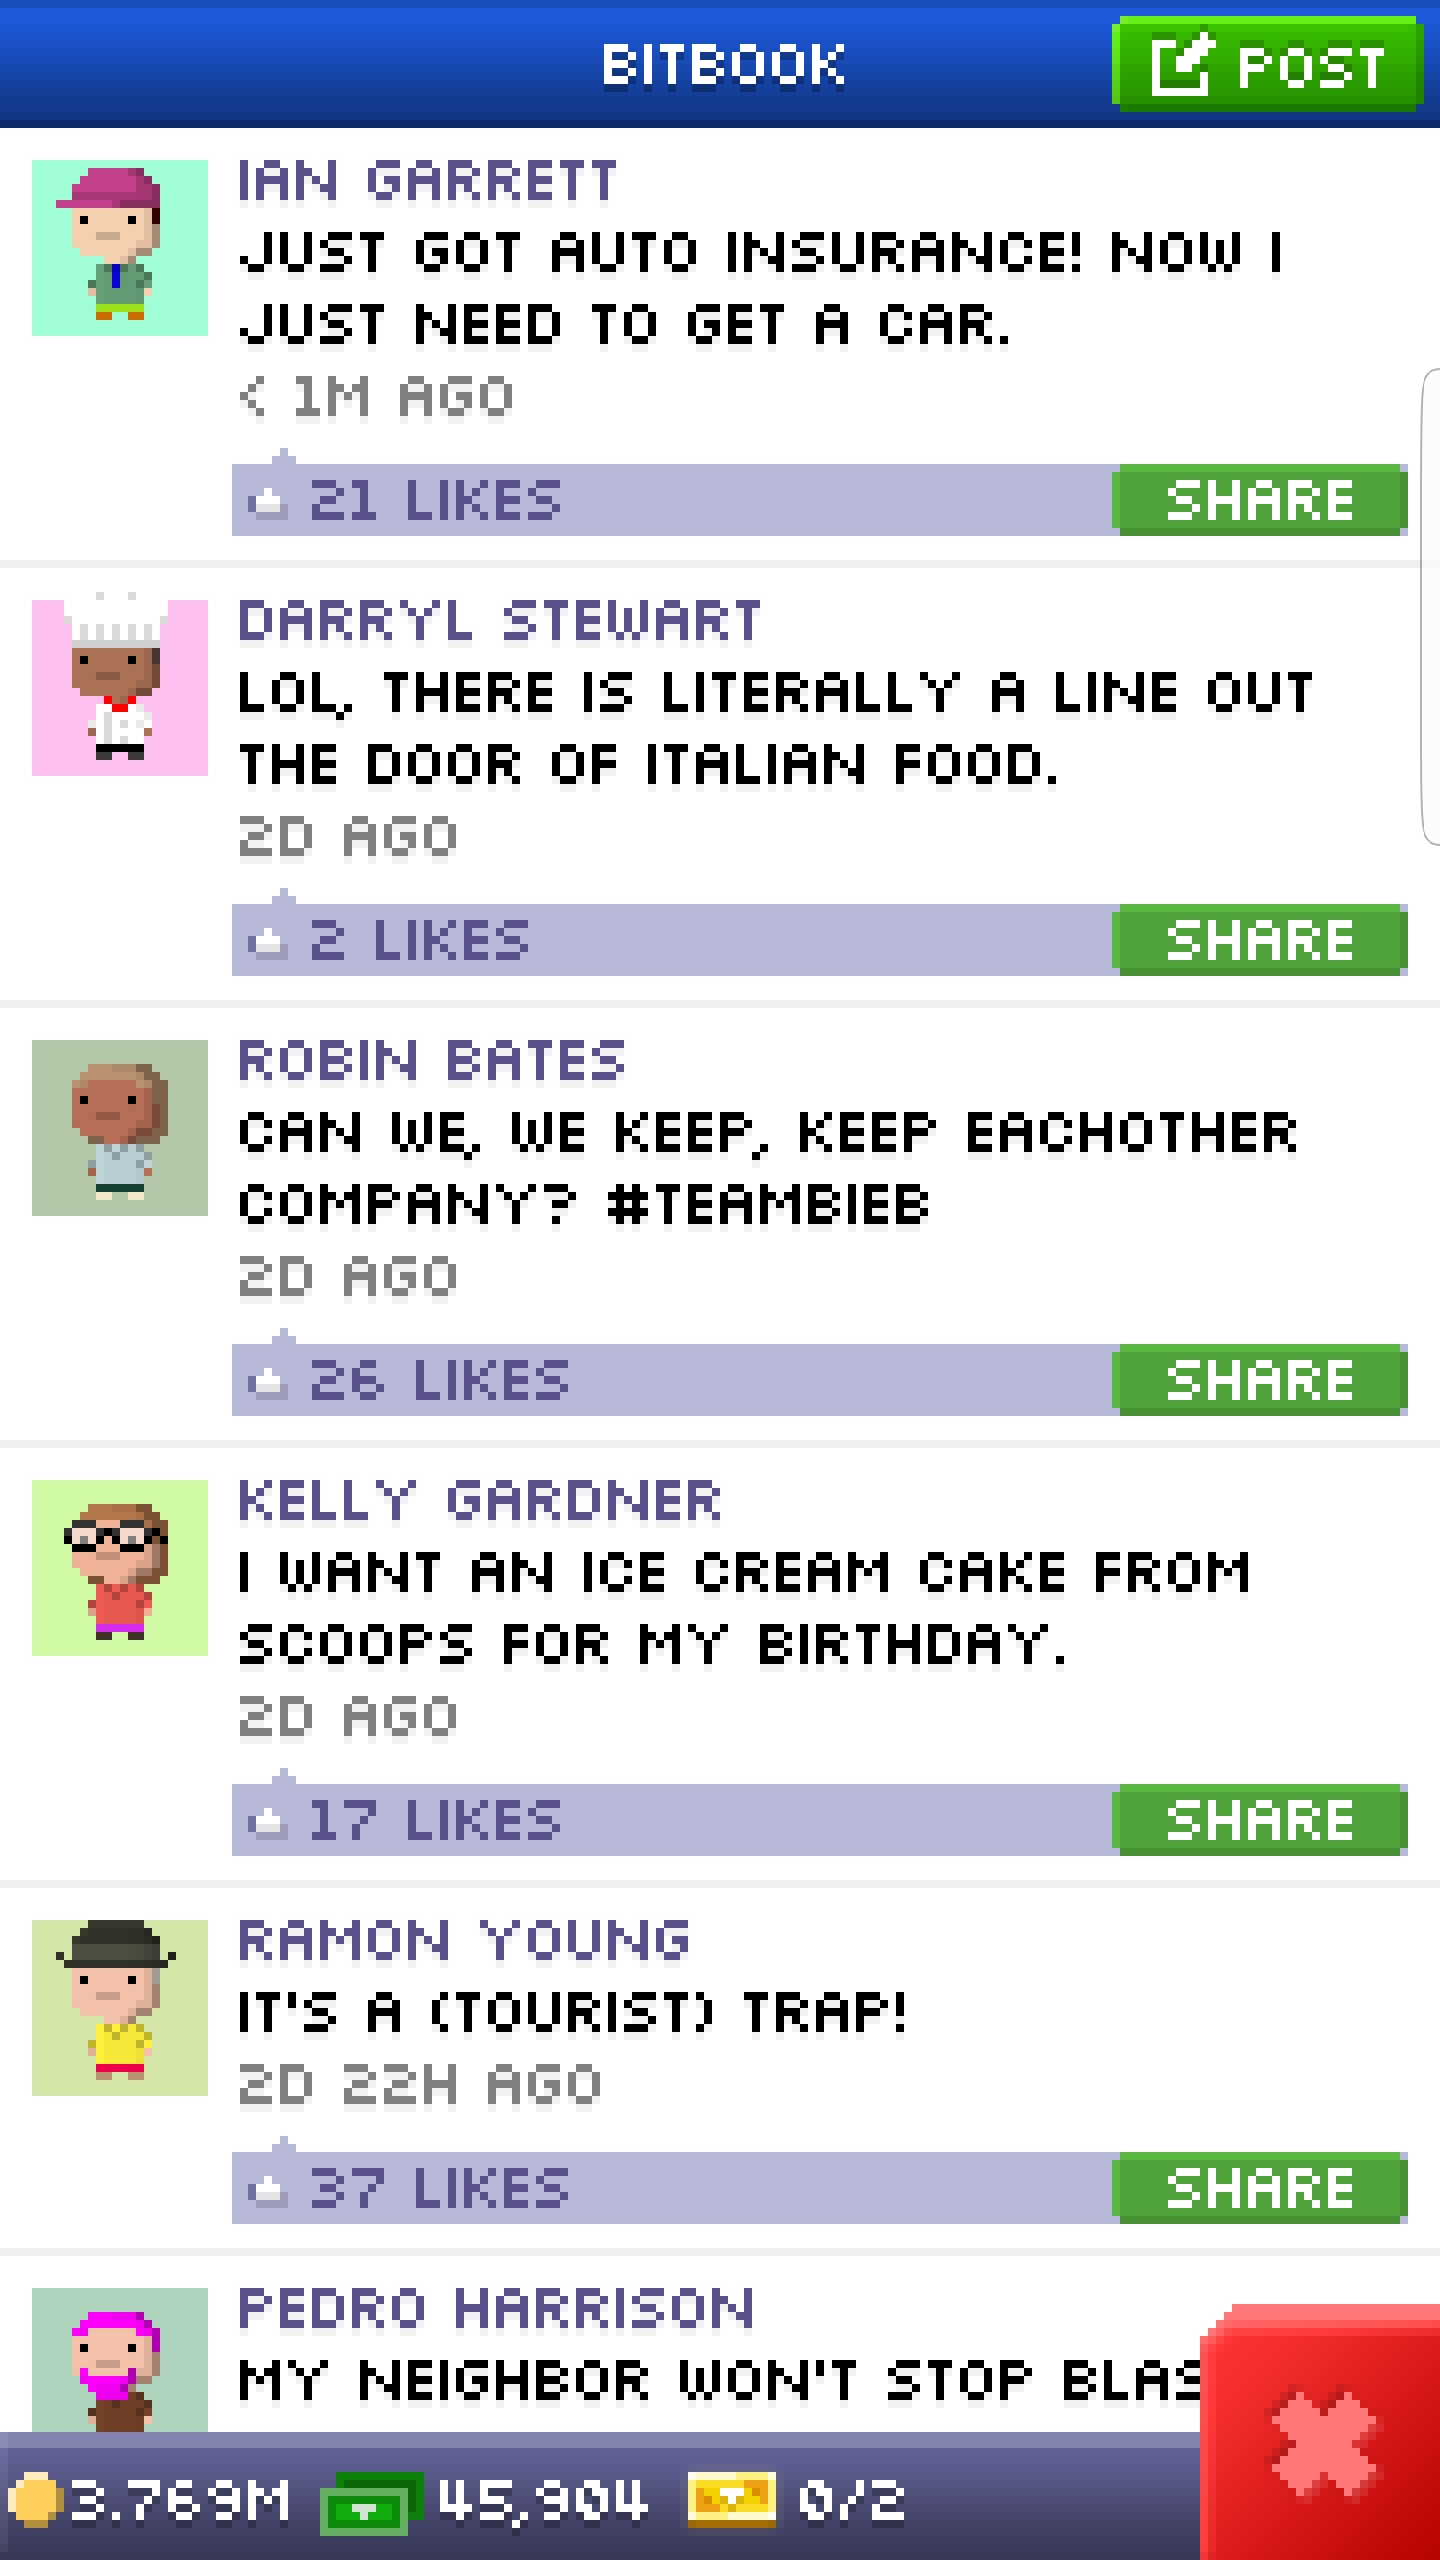 BITBOOK
POST
IAN GARRETT
JUST GOT AUTO INSURANCE! NOW I
JUST NEED TO GET A CAR.
< 1M AGO
21 LIKES
SHARE
DARRYL STEWART
LOL, THERE IS LITERALLY A LINE OUT
THE DOOR OF ITALIAN FOOD.
2D AGO
2 LIKES
SHARE
ROBIN BATES
CAN WE, WE KEEP, KEEP EACHOTHER
COMPANY? #TEAMBIEB
2D AGO
26 LIKES
SHARE
KELLY GARDNER
I WANT AN ICE CREAM CAKE FROM
SCOOPS FOR MY BIRTHDAY.
2D AGO
17 LIKES
SHARE
RAMON YOUNG
IT'S A (TOURIST) TRAP!
2D 22H AGO
37 LIKES
SHARE
PEDRO HARRISON
MY NEIGHBOR WON'T STOP BLAS
3.769M 45,904 0/2